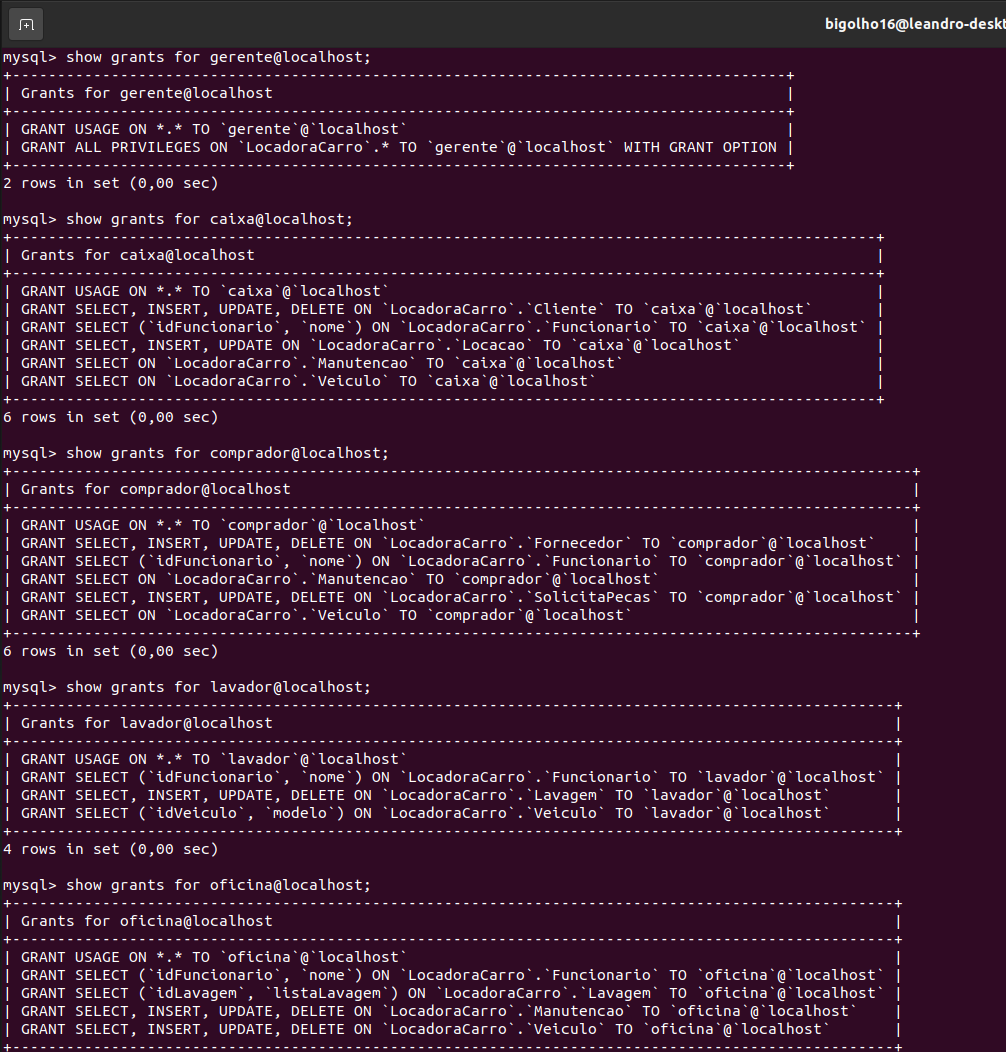 bigolho16@leandro-deskt
mysql> show grants for gerente@localhost;
+--------------------------------------------------------------------------------------+
| Grants for gerente@localhost                                                         |
+--------------------------------------------------------------------------------------+
| GRANT USAGE ON *.* TO `gerente`@`localhost`                                          |
| GRANT ALL PRIVILEGES ON `LocadoraCarro`.* TO `gerente`@`localhost` WITH GRANT OPTION |
+--------------------------------------------------------------------------------------+
2 rows in set (0,00 sec)
mysql> show grants for caixa@localhost;
+------------------------------------------------------------------------------------------------+
| Grants for caixa@localhost                                                                     |
+------------------------------------------------------------------------------------------------+
| GRANT USAGE ON *.* TO `caixa`@`localhost`                                                      |
| GRANT SELECT, INSERT, UPDATE, DELETE ON `LocadoraCarro`.`Cliente` TO `caixa`@`localhost`       |
| GRANT SELECT (`idFuncionario`, `nome`) ON `LocadoraCarro`.`Funcionario` TO `caixa`@`localhost` |
| GRANT SELECT, INSERT, UPDATE ON `LocadoraCarro`.`Locacao` TO `caixa`@`localhost`               |
| GRANT SELECT ON `LocadoraCarro`.`Manutencao` TO `caixa`@`localhost`                            |
| GRANT SELECT ON `LocadoraCarro`.`Veiculo` TO `caixa`@`localhost`                               |
+------------------------------------------------------------------------------------------------+
6 rows in set (0,00 sec)
mysql> show grants for comprador@localhost;
+----------------------------------------------------------------------------------------------------+
| Grants for comprador@localhost                                                                     |
+----------------------------------------------------------------------------------------------------+
| GRANT USAGE ON *.* TO `comprador`@`localhost`                                                      |
| GRANT SELECT, INSERT, UPDATE, DELETE ON `LocadoraCarro`.`Fornecedor` TO `comprador`@`localhost`    |
| GRANT SELECT (`idFuncionario`, `nome`) ON `LocadoraCarro`.`Funcionario` TO `comprador`@`localhost` |
| GRANT SELECT ON `LocadoraCarro`.`Manutencao` TO `comprador`@`localhost`                            |
| GRANT SELECT, INSERT, UPDATE, DELETE ON `LocadoraCarro`.`SolicitaPecas` TO `comprador`@`localhost` |
| GRANT SELECT ON `LocadoraCarro`.`Veiculo` TO `comprador`@`localhost`                               |
+----------------------------------------------------------------------------------------------------+
6 rows in set (0,00 sec)
mysql> show grants for lavador@localhost;
+--------------------------------------------------------------------------------------------------+
| Grants for lavador@localhost                                                                     |
+--------------------------------------------------------------------------------------------------+
| GRANT USAGE ON *.* TO `lavador`@`localhost`                                                      |
| GRANT SELECT (`idFuncionario`, `nome`) ON `LocadoraCarro`.`Funcionario` TO `lavador`@`localhost` |
| GRANT SELECT, INSERT, UPDATE, DELETE ON `LocadoraCarro`.`Lavagem` TO `lavador`@`localhost`       |
| GRANT SELECT (`idVeiculo`, `modelo`) ON `LocadoraCarro`.`Veiculo` TO `lavador`@`localhost`       |
+--------------------------------------------------------------------------------------------------+
4 rows in set (0,00 sec)
mysql> show grants for oficina@localhost;
+--------------------------------------------------------------------------------------------------+
| Grants for oficina@localhost                                                                     |
+--------------------------------------------------------------------------------------------------+
| GRANT USAGE ON *.* TO `oficina`@`localhost`                                                      |
| GRANT SELECT (`idFuncionario`, `nome`) ON `LocadoraCarro`.`Funcionario` TO `oficina`@`localhost` |
| GRANT SELECT (`idLavagem`, `listaLavagem`) ON `LocadoraCarro`.`Lavagem` TO `oficina`@`localhost` |
| GRANT SELECT, INSERT, UPDATE, DELETE ON `LocadoraCarro`.`Manutencao` TO `oficina`@`localhost`    |
| GRANT SELECT, INSERT, UPDATE, DELETE ON `LocadoraCarro`.`Veiculo` TO `oficina`@`localhost`       |
+--------------------------------------------------------------------------------------------------+